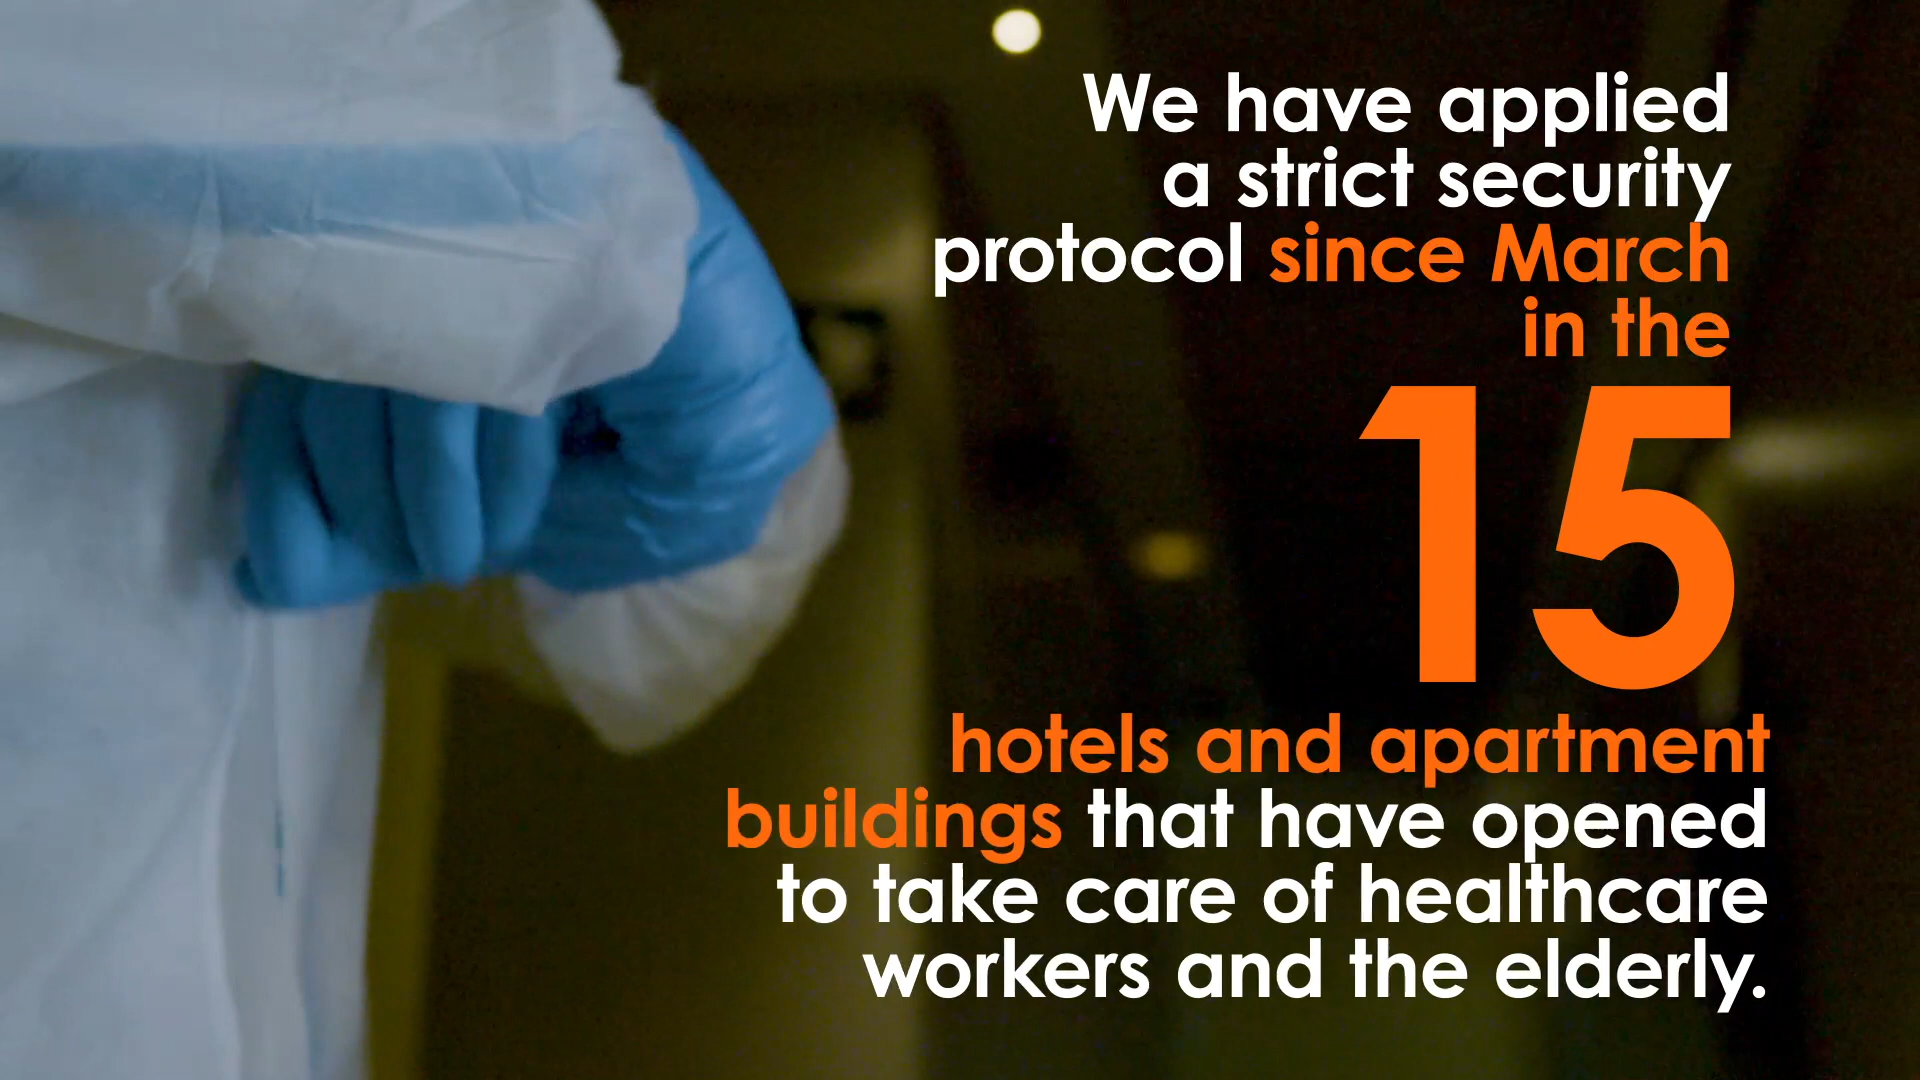 We have applied
a strict security
protocol since March
in the
15
hotels and apartment
buildings that have opened
to take care of healthcare
workers and the elderly.